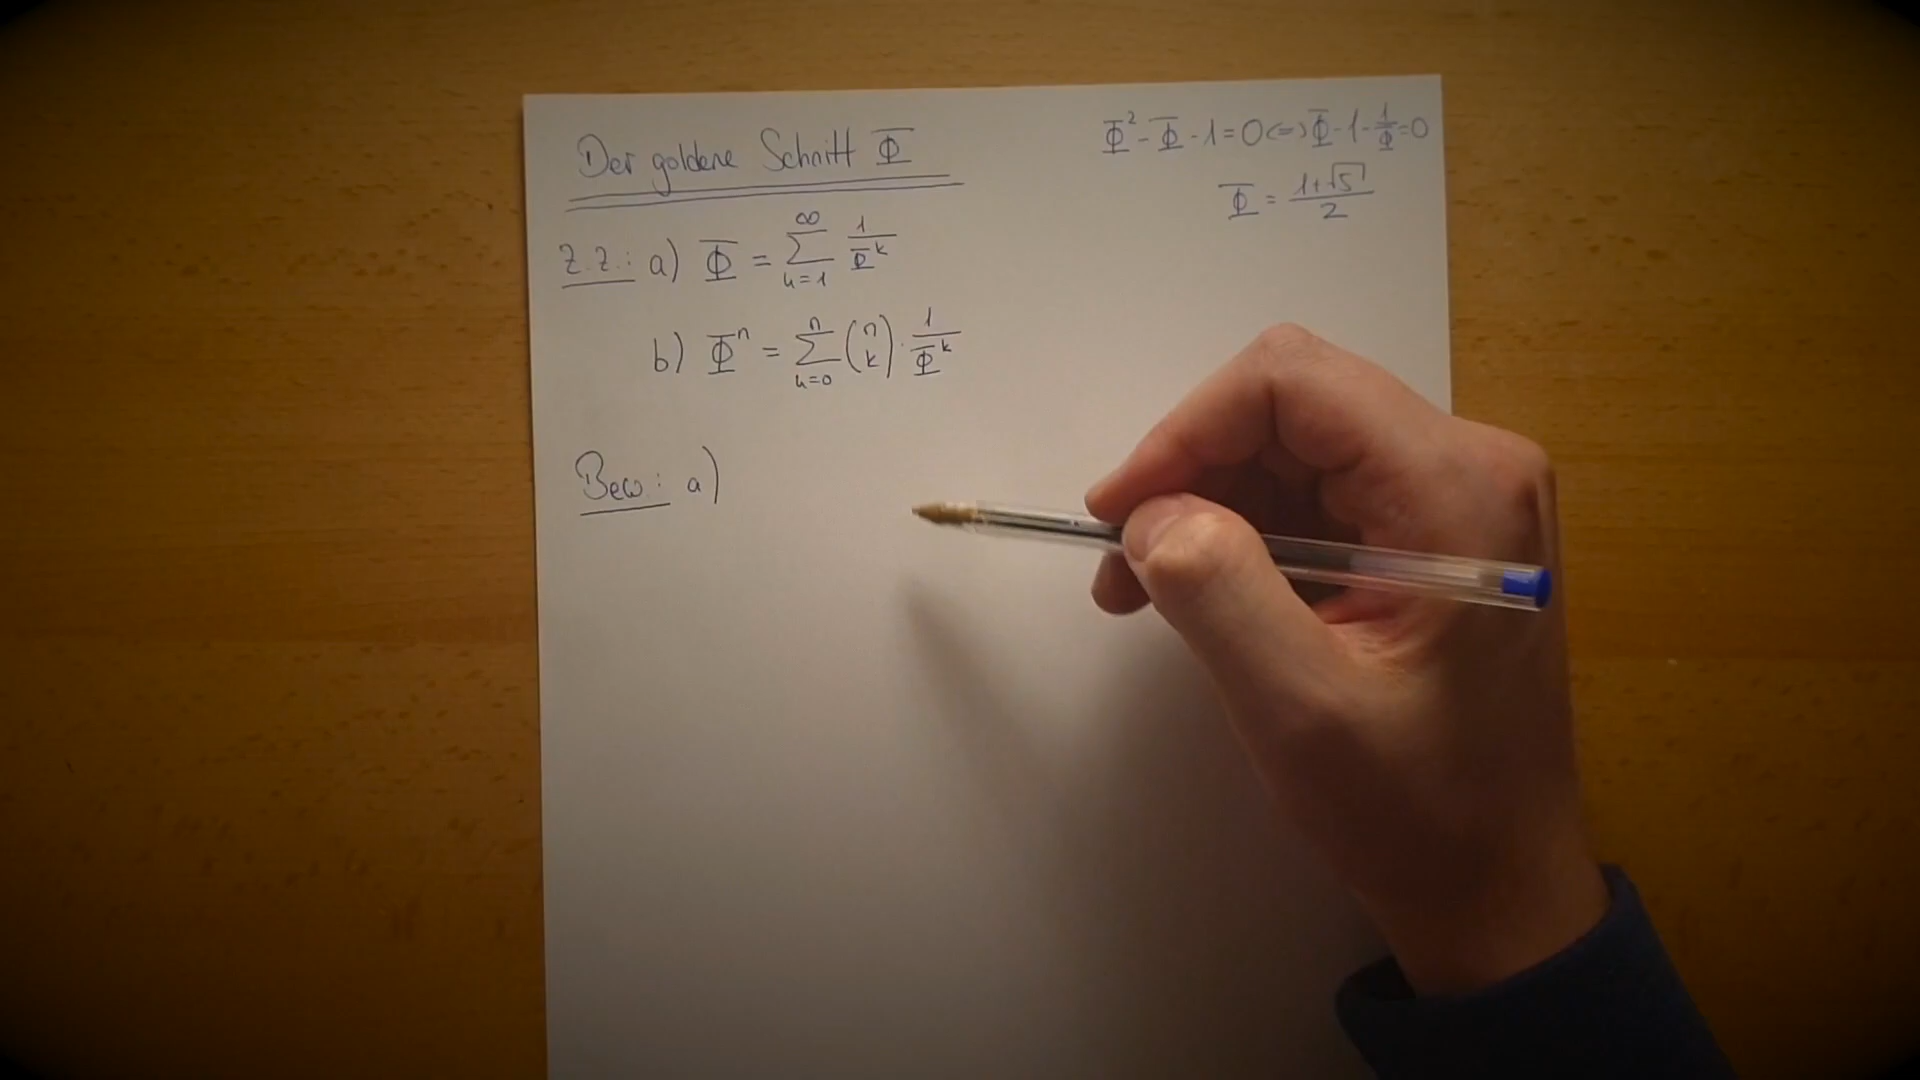 Der goldene Schnitt Φ
Φ² - Φ - 1 = 0 <=> Φ - 1 - 1/Φ = 0
Φ = (1+√5)/2
Z.Z.: a) Φ = ∑_{k=1}^{∞} 1/Φ^k
b) Φ^n = ∑_{k=0}^{n} (n k) · 1/Φ^k
Bew.: a)